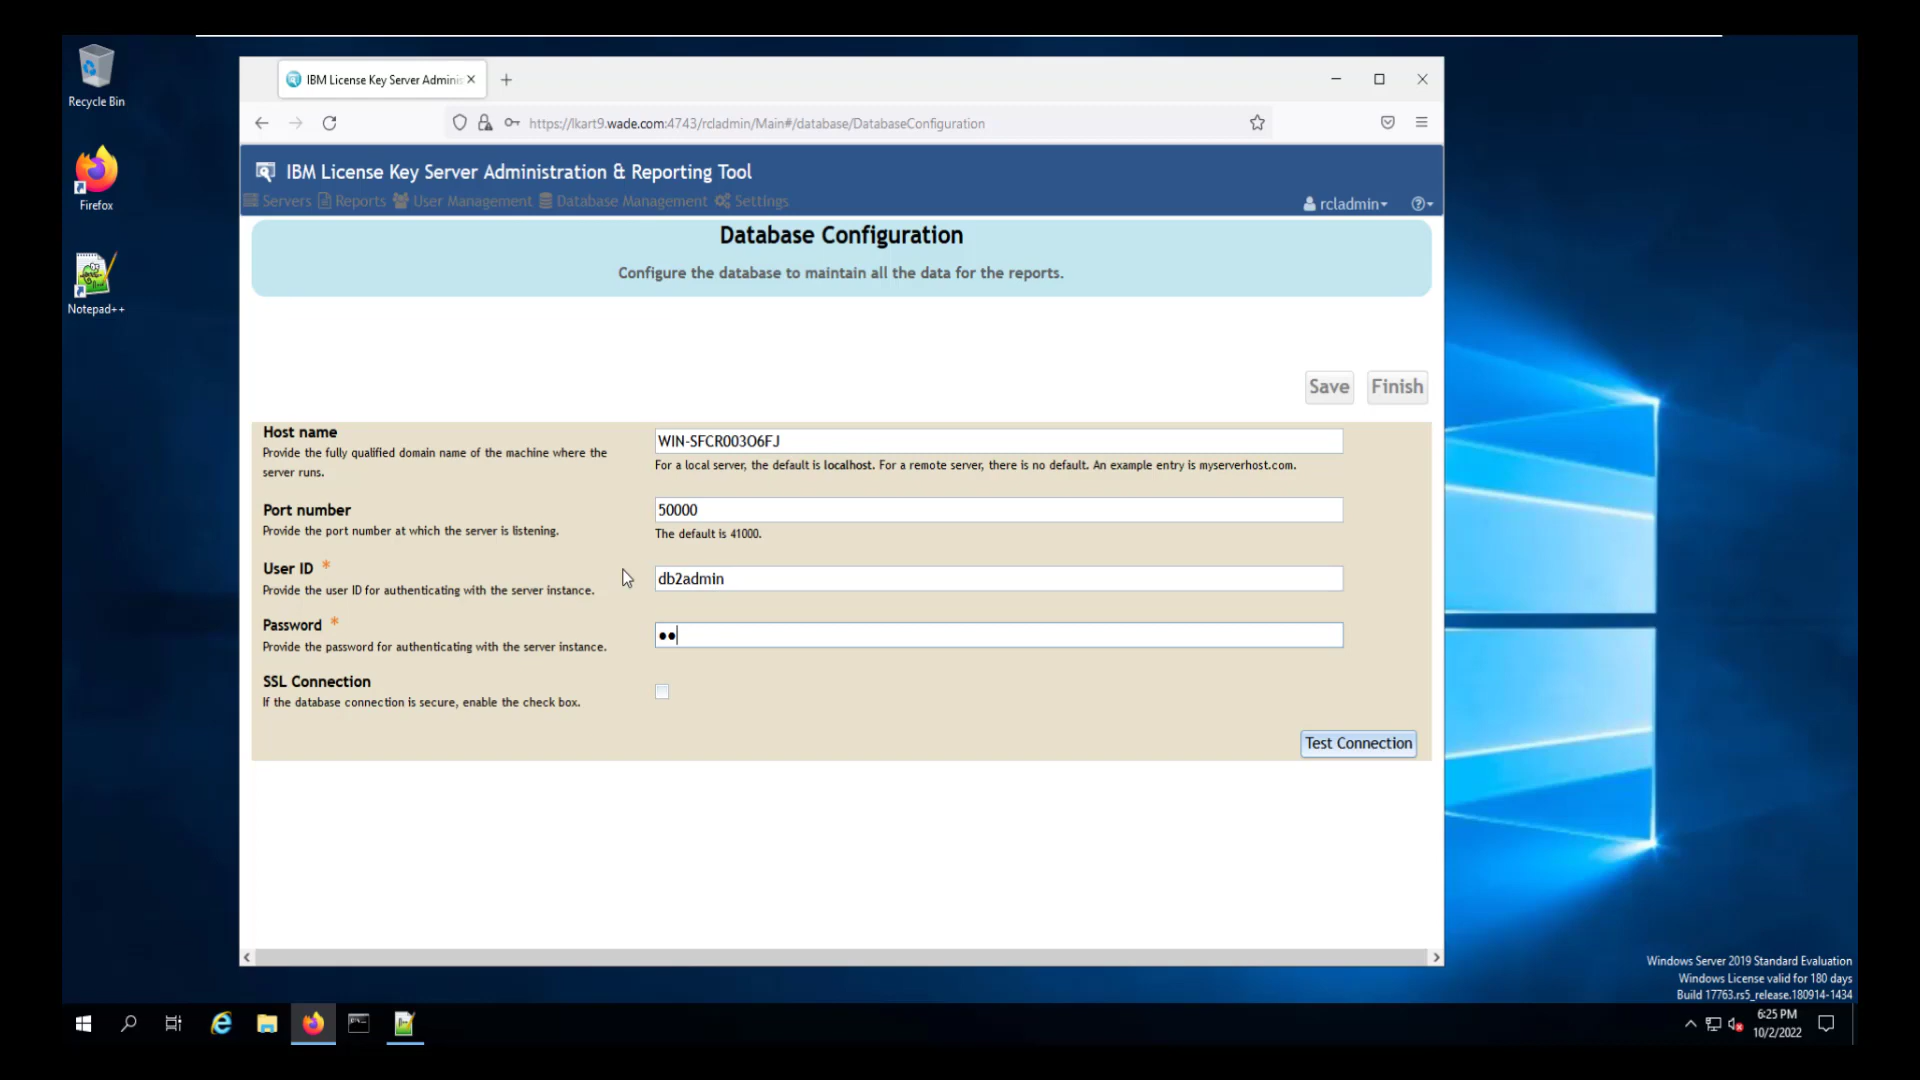 Recycle Bin
Firefox
Notepad++
IBM License Key Server Adminis
https://lkart9.wade.com:4743/rcladmin/Main#/database/DatabaseConfiguration
IBM License Key Server Administration & Reporting Tool
Servers Reports User Management Database Management Settings
rcladmin
Database Configuration
Configure the database to maintain all the data for the reports.
Save Finish
Host name
Provide the fully qualified domain name of the machine where the
server runs.
WIN-SFCR003O6FJ
For a local server, the default is localhost. For a remote server, there is no default. An example entry is myserverhost.com.
Port number
Provide the port number at which the server is listening.
50000
The default is 41000.
User ID *
Provide the user ID for authenticating with the server instance.
db2admin
Password *
Provide the password for authenticating with the server instance.
●●
SSL Connection
If the database connection is secure, enable the check box.
Test Connection
Windows Server 2019 Standard Evaluation
Windows License valid for 180 days
Build 17763.rs5_release.180914-1434
6:25 PM
10/2/2022